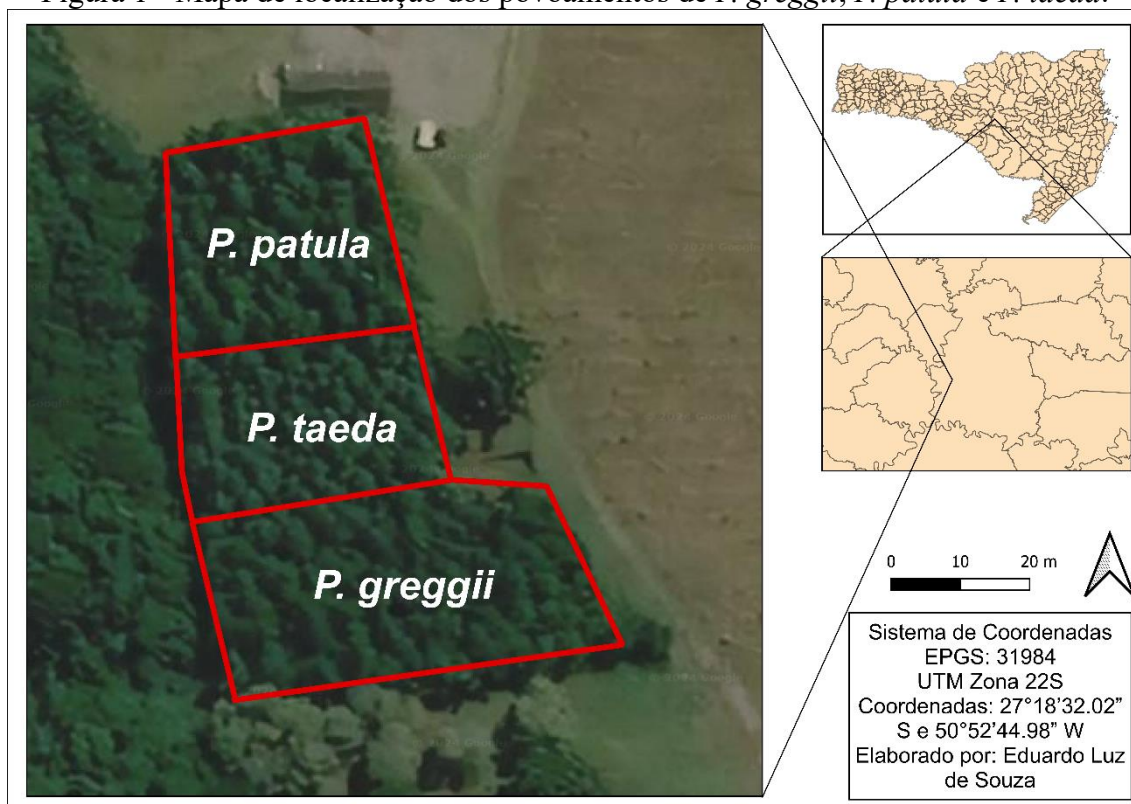 Figura 1 – Mapa de localização dos povoamentos de P. greggii, P. patula e P. taeda.
P. patula
P. taeda
P. greggii
0 10 20 m
Sistema de Coordenadas
EPGS: 31984
UTM Zona 22S
Coordenadas: 27°18’32.02”
S e 50°52’44.98” W
Elaborado por: Eduardo Luz
de Souza